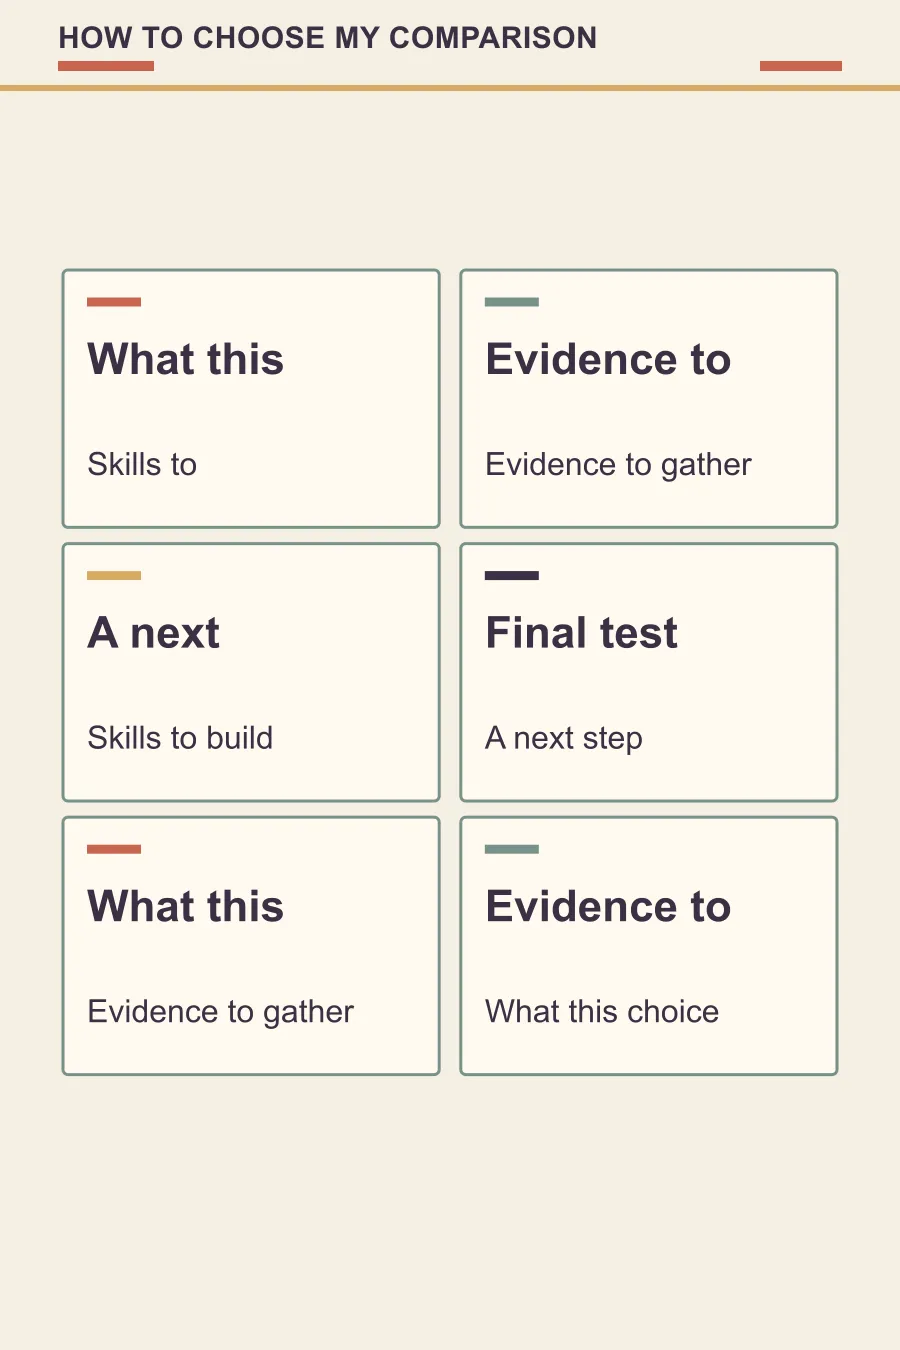 HOW TO CHOOSE MY COMPARISON
What this
Skills to
Evidence to
Evidence to gather
A next
Skills to build
Final test
A next step
What this
Evidence to gather
Evidence to
What this choice